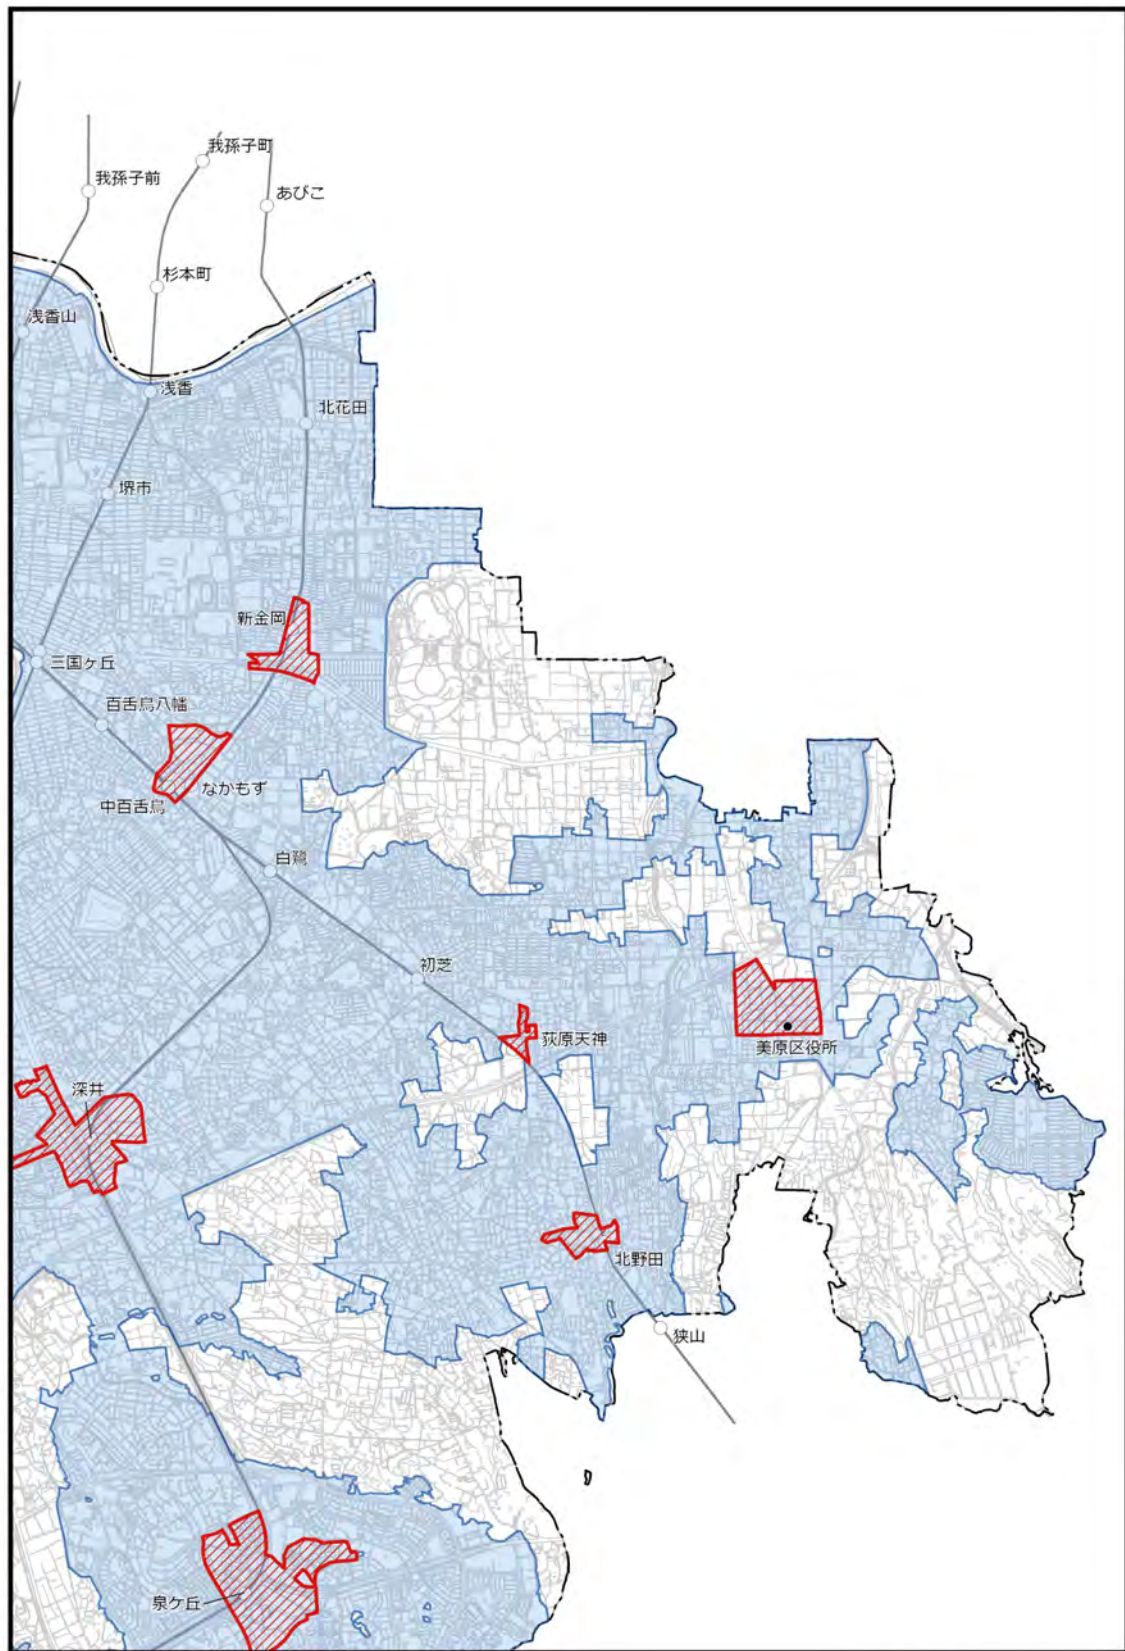 我孫子町
我孫子前
あびこ
杉本町
浅香山
浅香
北花田
堺市
新金岡
三国ヶ丘
百舌鳥八幡
なかもず
中百舌鳥
白鷺
初芝
萩原天神
美原区役所
深井
北野田
狭山
泉ケ丘